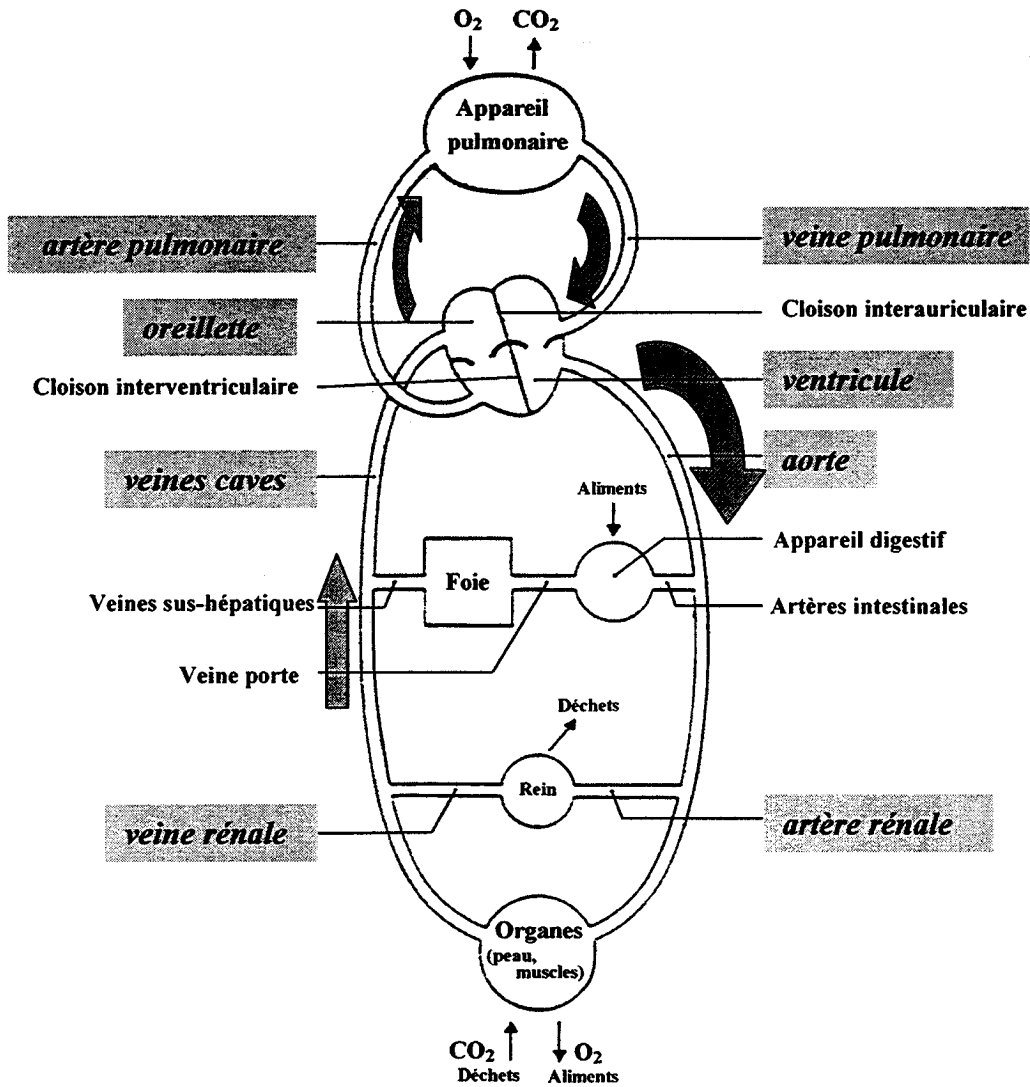 O₂ CO₂
Appareil
pulmonaire
artère pulmonaire
veine pulmonaire
oreillette
Cloison interauriculaire
Cloison interventriculaire
ventricule
veines caves
aorte
Aliments
Appareil digestif
Foie
Veines sus-hépatiques
Artères intestinales
Veine porte
Déchets
Rein
veine rénale
artère rénale
Organes
(peau,
muscles)
CO₂ O₂
Déchets Aliments